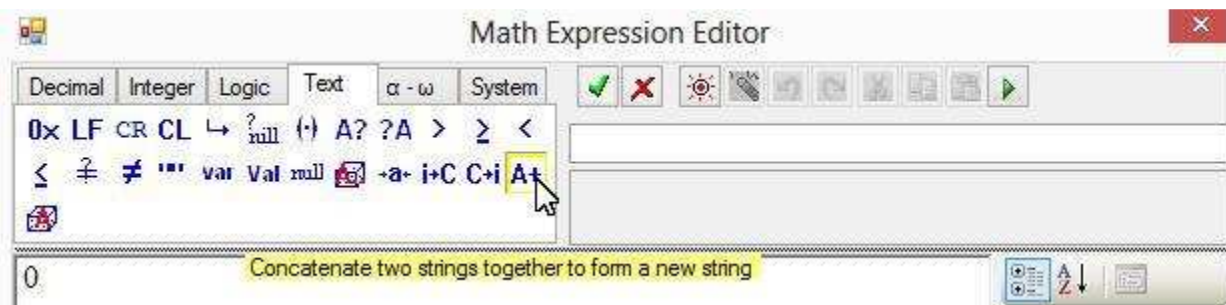 Math Expression Editor
Decimal Integer Logic Text α - ω System
0x LF CR CL ↪ ?null (·) A? ?A > ≥ <
≤ ≠ "" var Val null +a+ i+C C+i A+
Concatenate two strings together to form a new string
0
A Z